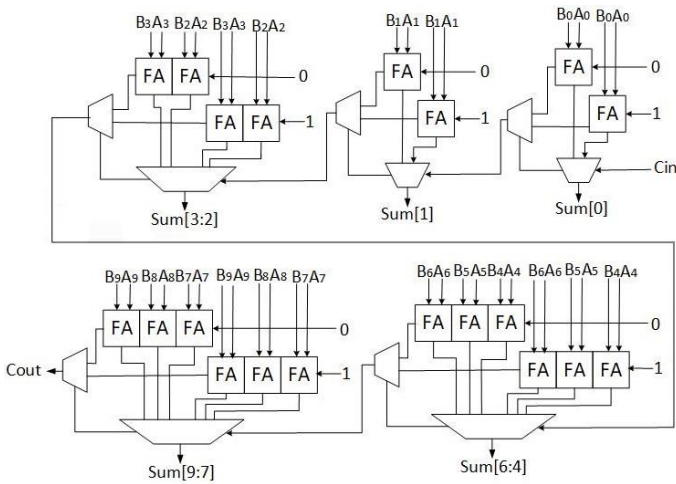 B3A3 B2A2 B3A3 B2A2
FA FA 0
FA FA 1
Sum[3:2]
B1A1 B1A1
FA 0
FA 1
Sum[1]
B0A0 B0A0
FA 0
FA 1
Cin
Sum[0]
B9A9 B8A8 B7A7 B9A9 B8A8 B7A7
FA FA FA 0
FA FA FA 1
Cout
Sum[9:7]
B6A6 B5A5 B4A4 B6A6 B5A5 B4A4
FA FA FA 0
FA FA FA 1
Sum[6:4]